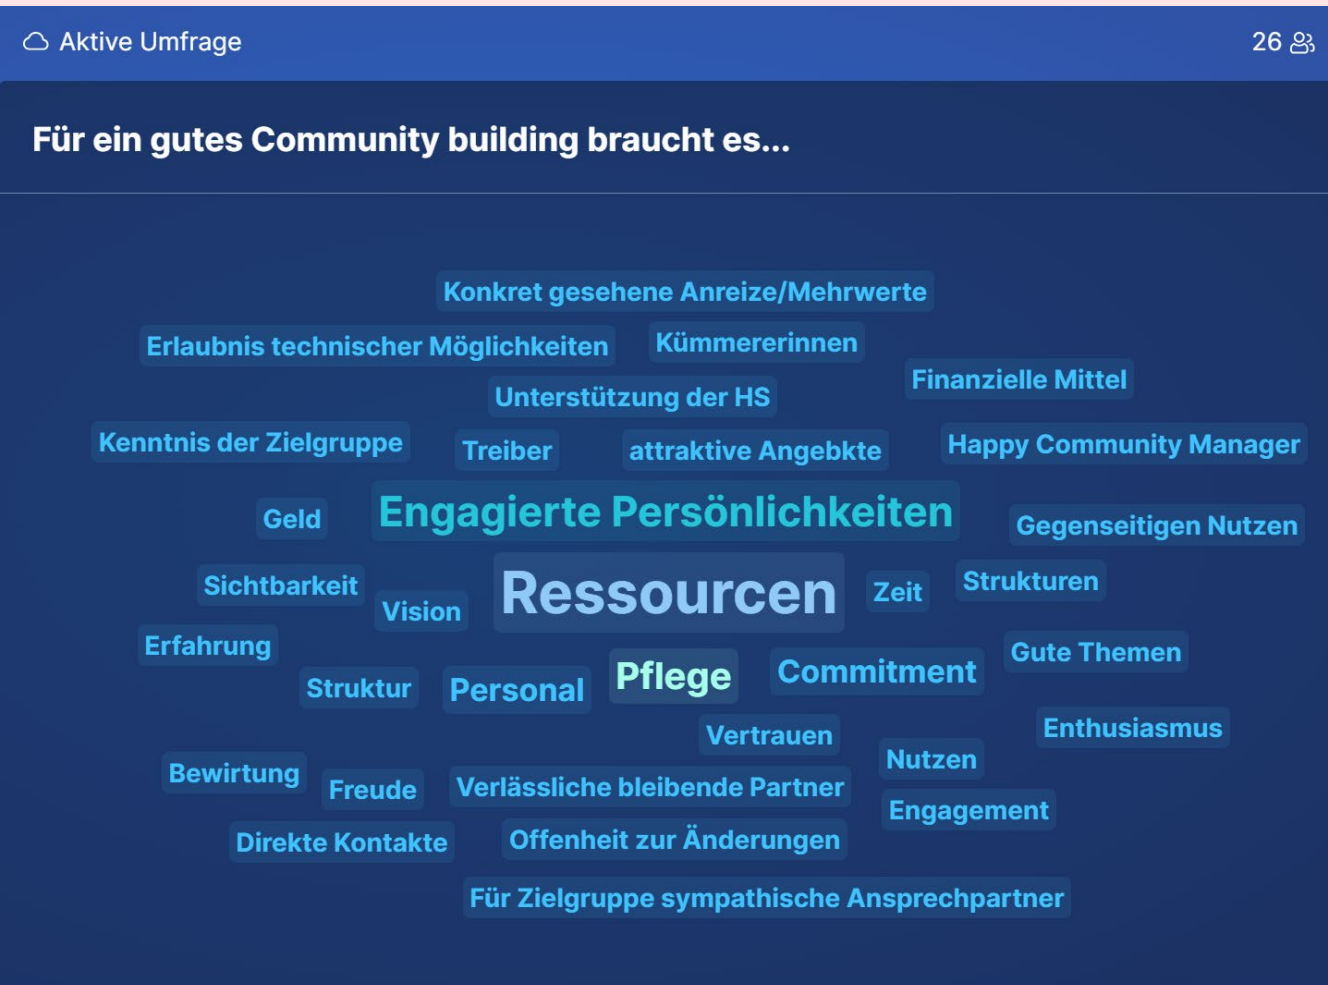 Aktive Umfrage
26
Für ein gutes Community building braucht es...
Konkret gesehene Anreize/Mehrwerte
Erlaubnis technischer Möglichkeiten
Kümmererinnen
Finanzielle Mittel
Unterstützung der HS
Kenntnis der Zielgruppe
Treiber
attraktive Angebkte
Happy Community Manager
Geld
Engagierte Persönlichkeiten
Gegenseitigen Nutzen
Sichtbarkeit
Vision
Ressourcen
Zeit
Strukturen
Erfahrung
Struktur
Personal
Pflege
Commitment
Gute Themen
Vertrauen
Enthusiasmus
Nutzen
Bewirtung
Freude
Verlässliche bleibende Partner
Engagement
Direkte Kontakte
Offenheit zur Änderungen
Für Zielgruppe sympathische Ansprechpartner